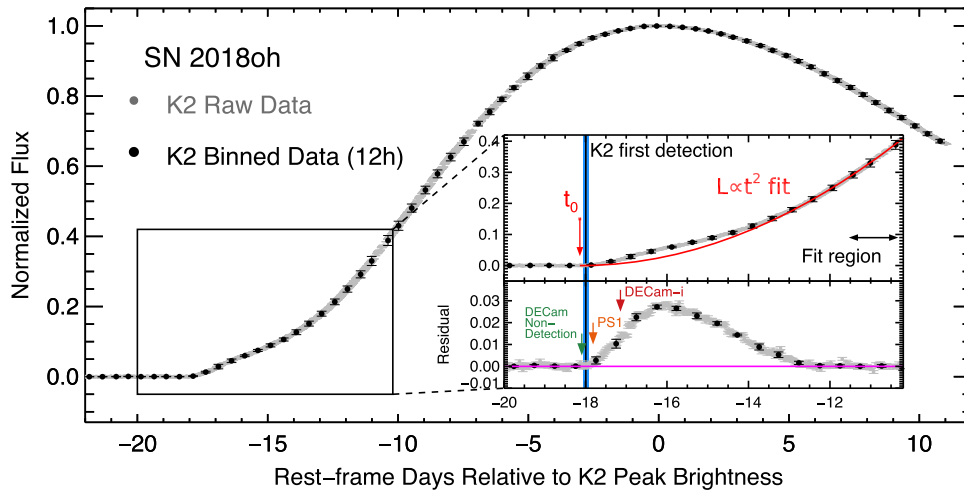 SN 2018oh
K2 Raw Data
K2 Binned Data (12h)
Normalized Flux
1.0
0.8
0.6
0.4
0.2
0.0
−20
−15
−10
−5
0
5
10
Rest−frame Days Relative to K2 Peak Brightness
K2 first detection
L∝t² fit
t₀
Fit region
0.4
0.3
0.2
0.1
0.0
DECam−i
DECam
Non−
Detection
PS1
Residual
0.03
0.02
0.01
0.00
−0.01
−20
−18
−16
−14
−12